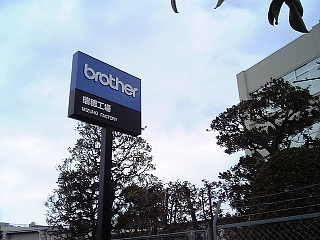 brother
瑞穂工場
MIZUHO FACTORY